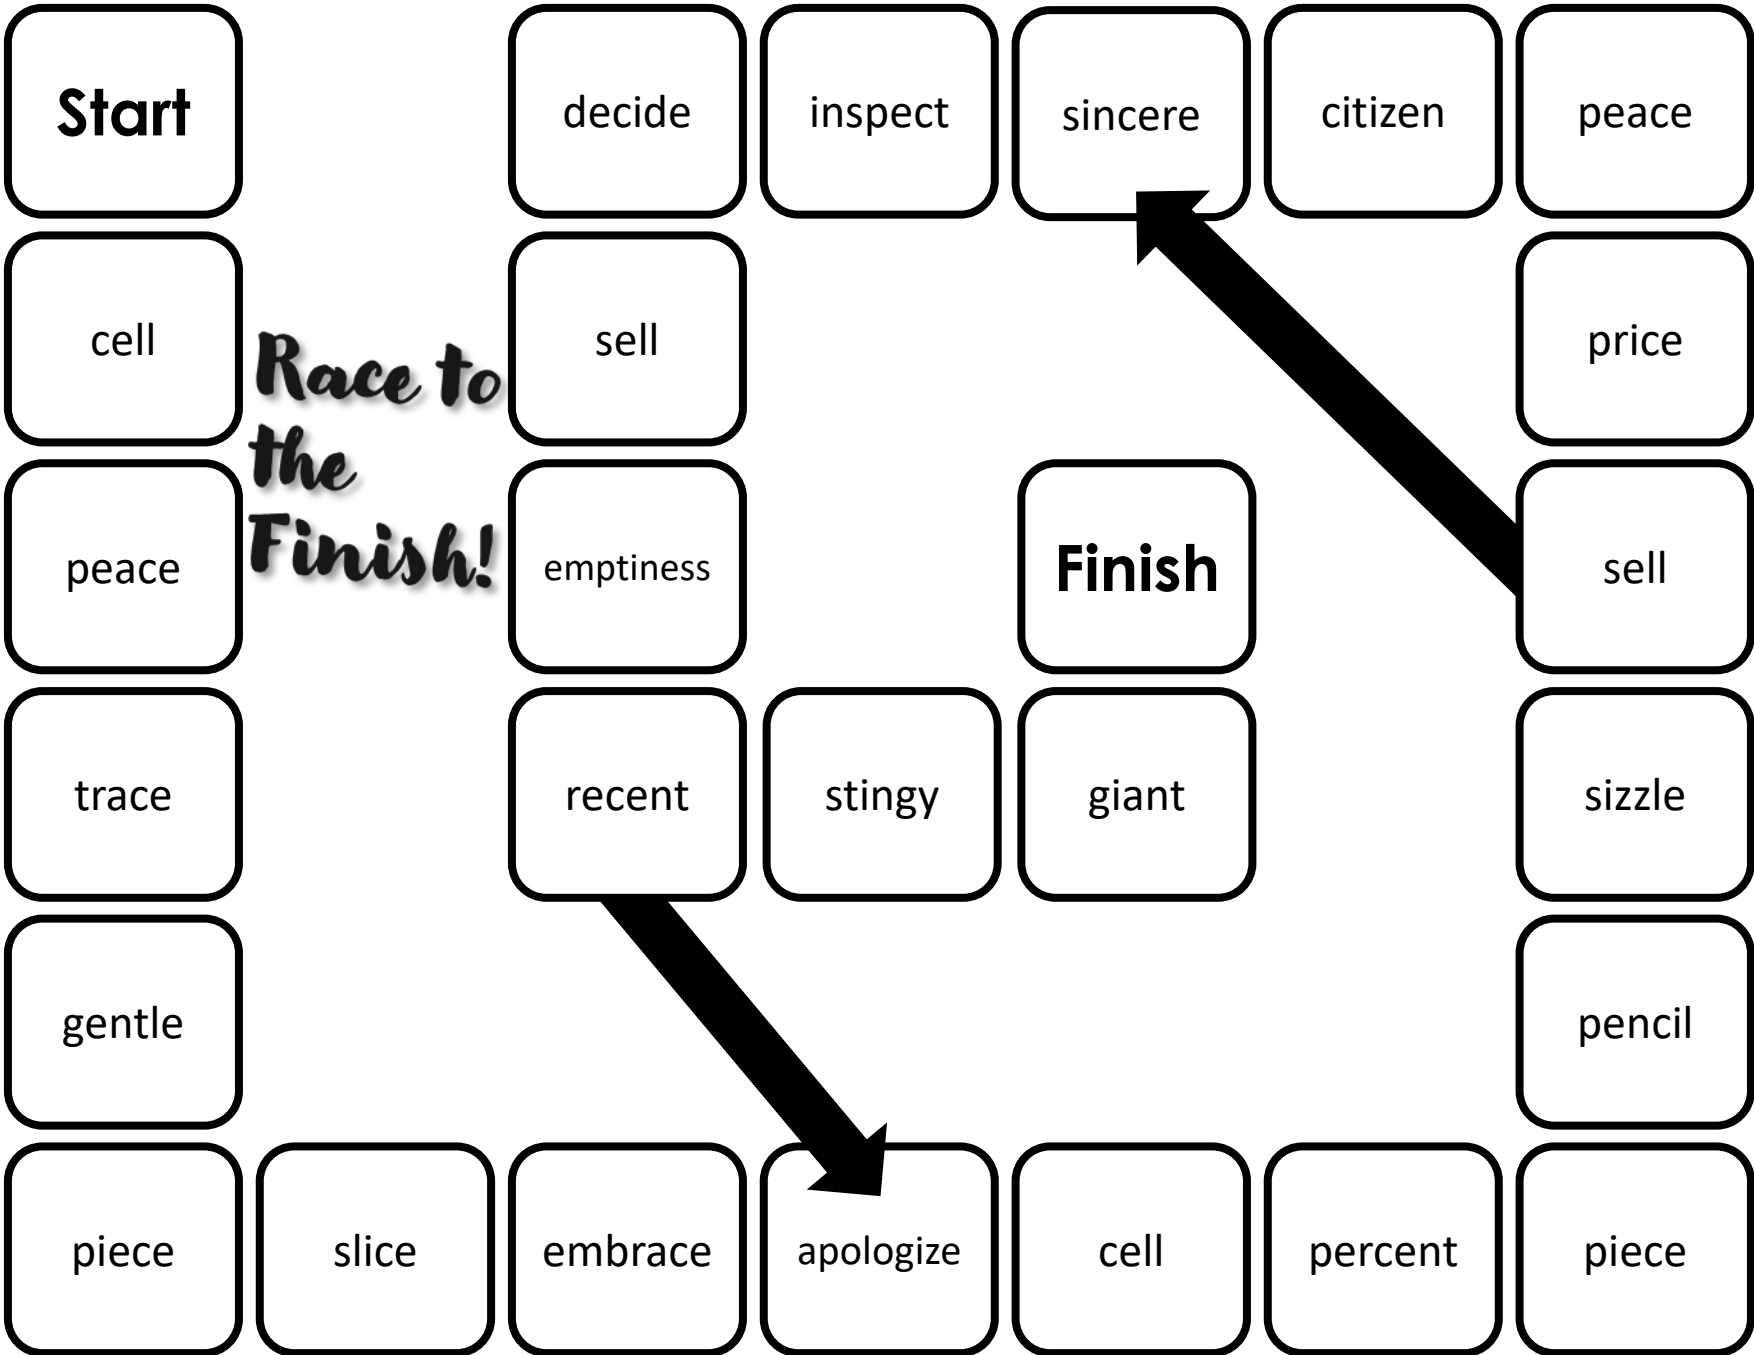 Start
decide
inspect
sincere
citizen
peace
cell
Race to
the
Finish!
sell
price
peace
emptiness
Finish
sell
trace
recent
stingy
giant
sizzle
gentle
pencil
piece
slice
embrace
apologize
cell
percent
piece